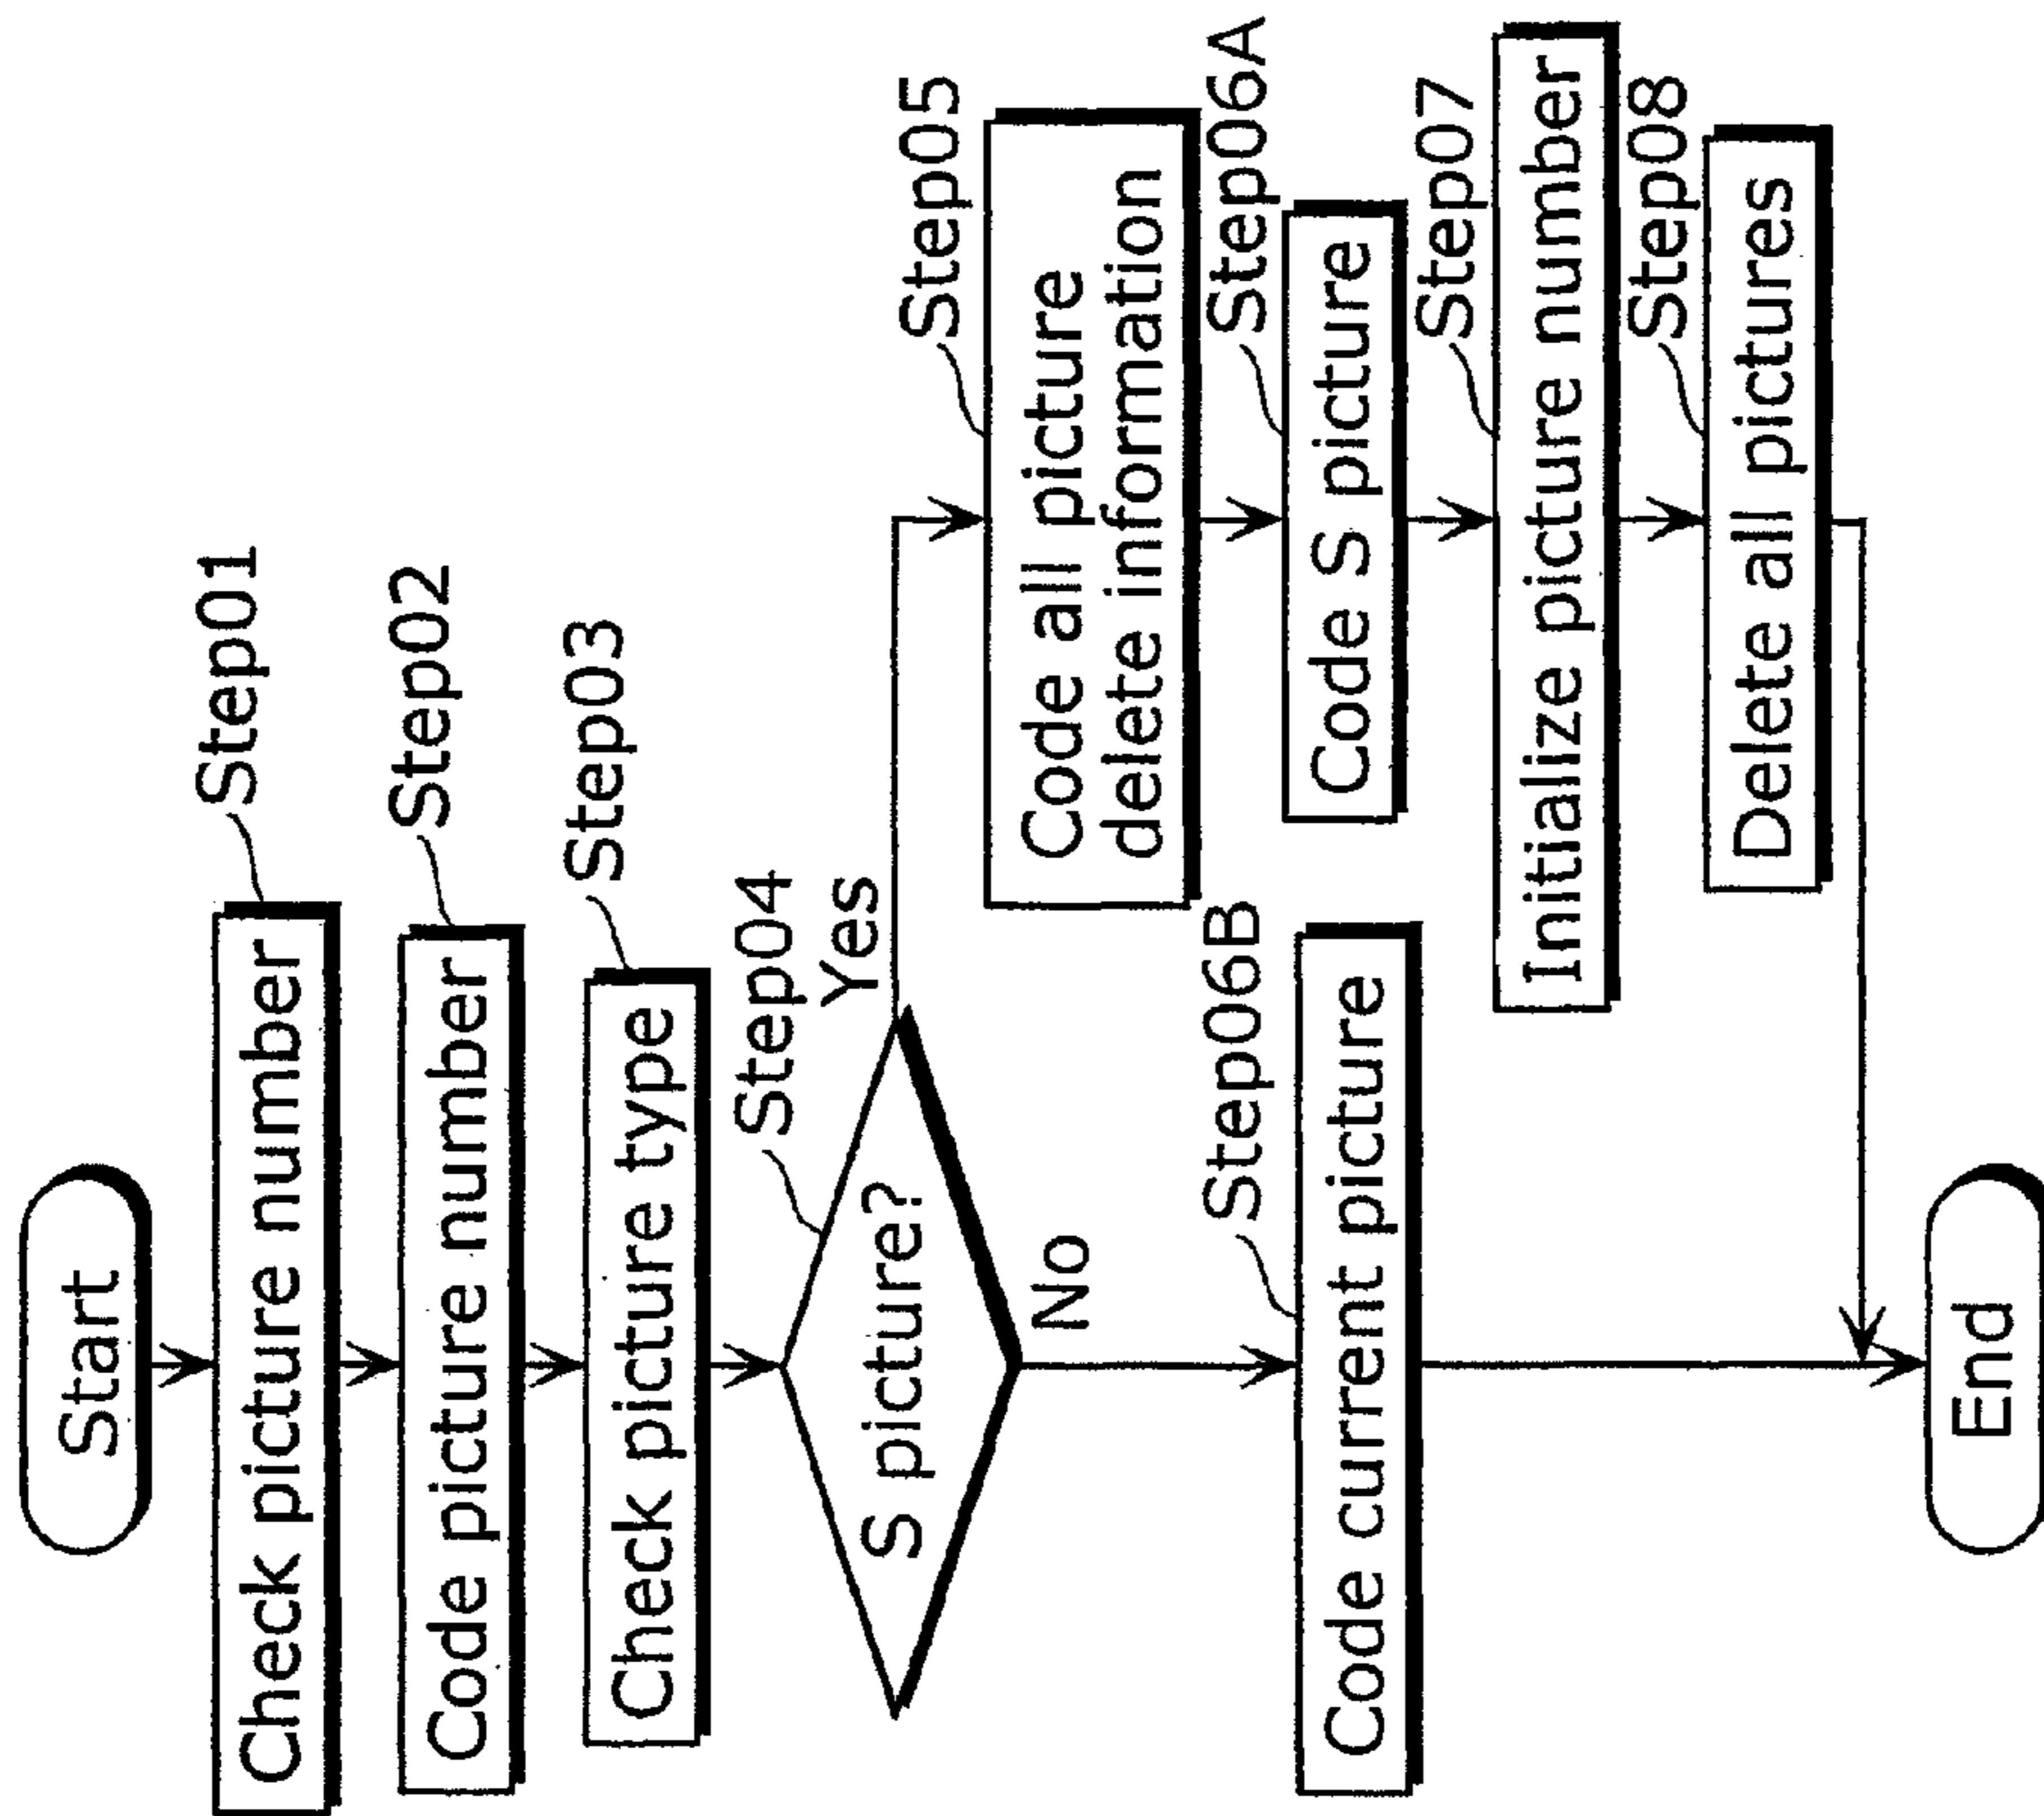 Start
Step01
Check picture number
Step02
Code picture number
Step03
Check picture type
Step04
S picture?
Yes
No
Step05
Code all picture
delete information
Step06A
Code S picture
Step06B
Code current picture
Step07
Initialize picture number
Step08
Delete all pictures
End